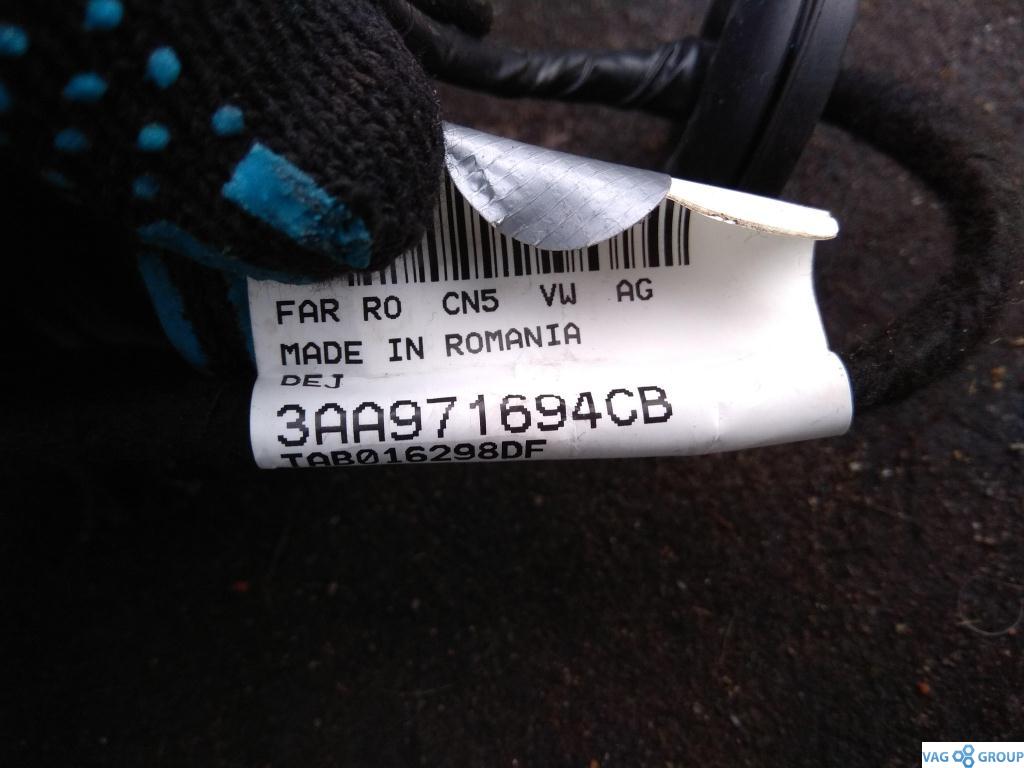 FAR RO CN5 VW AG
MADE IN ROMANIA
DEJ
3AA971694CB
TAB016298DF
VAG GROUP